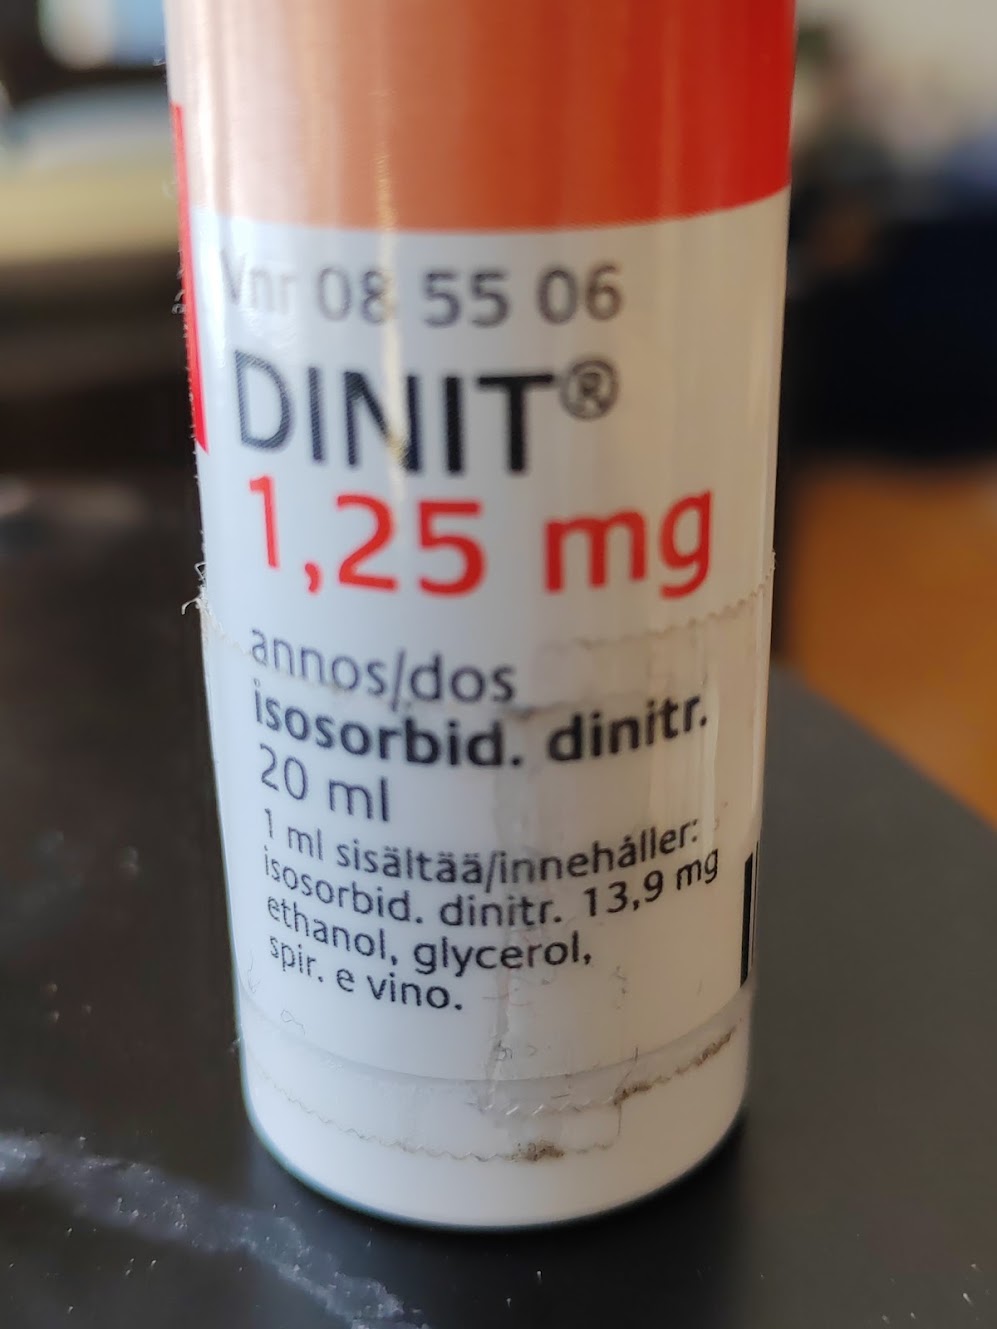 Vnr 08 55 06
DINIT®
1,25 mg
annos/dos
isosorbid. dinitr.
20 ml
1 ml sisältää/innehåller:
isosorbid. dinitr. 13,9 mg
ethanol, glycerol,
spir. e vino.